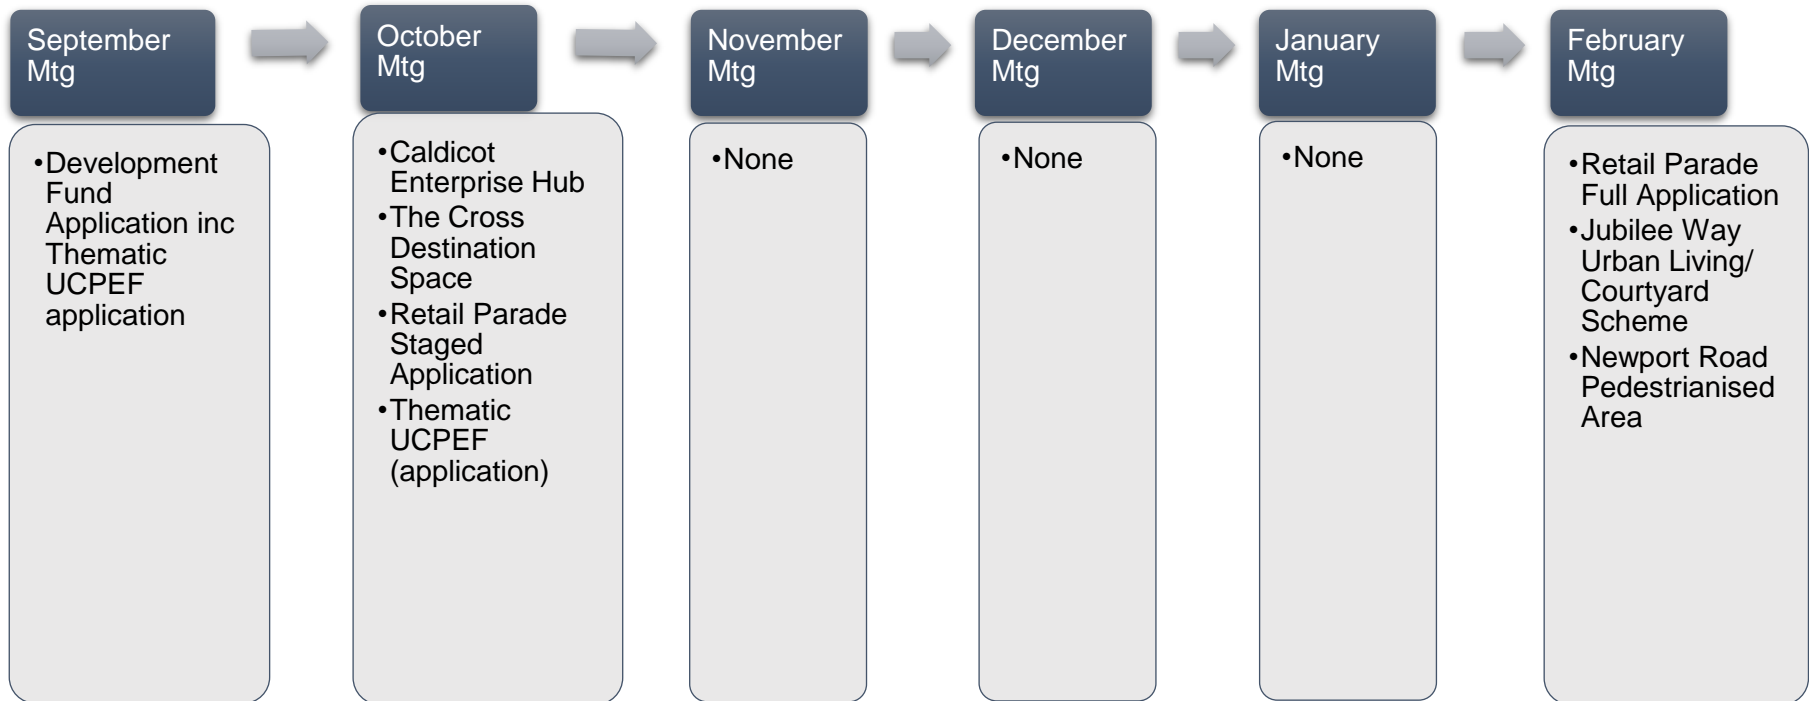 September
Mtg
•Development
Fund
Application inc
Thematic
UCPEF
application
October
Mtg
•Caldicot
Enterprise Hub
•The Cross
Destination
Space
•Retail Parade
Staged
Application
•Thematic
UCPEF
(application)
November
Mtg
•None
December
Mtg
•None
January
Mtg
•None
February
Mtg
•Retail Parade
Full Application
•Jubilee Way
Urban Living/
Courtyard
Scheme
•Newport Road
Pedestrianised
Area